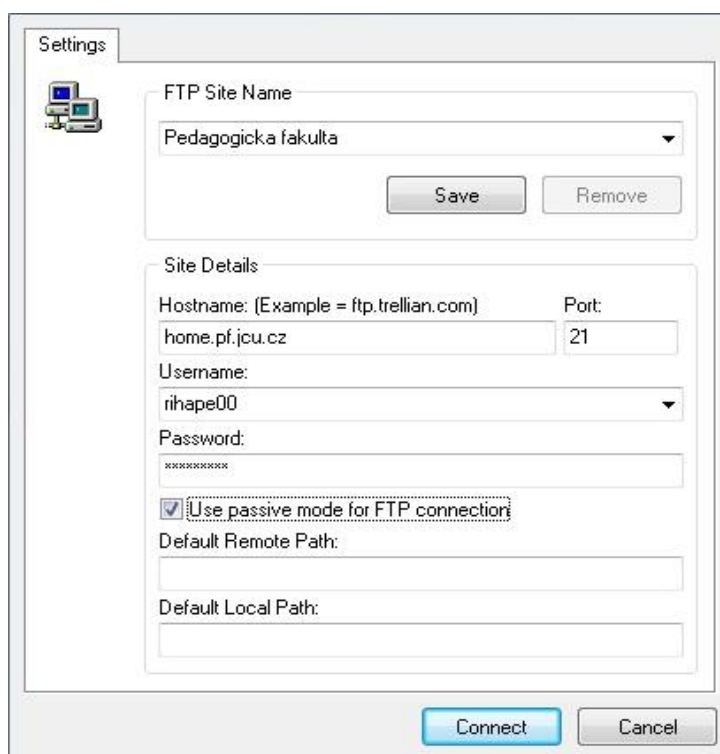 Settings
FTP Site Name
Pedagogicka fakulta
Save Remove
Site Details
Hostname: (Example = ftp.trellian.com) Port:
home.pf.jcu.cz 21
Username:
rihape00
Password:
×××××××××
Use passive mode for FTP connection
Default Remote Path:
Default Local Path:
Connect Cancel